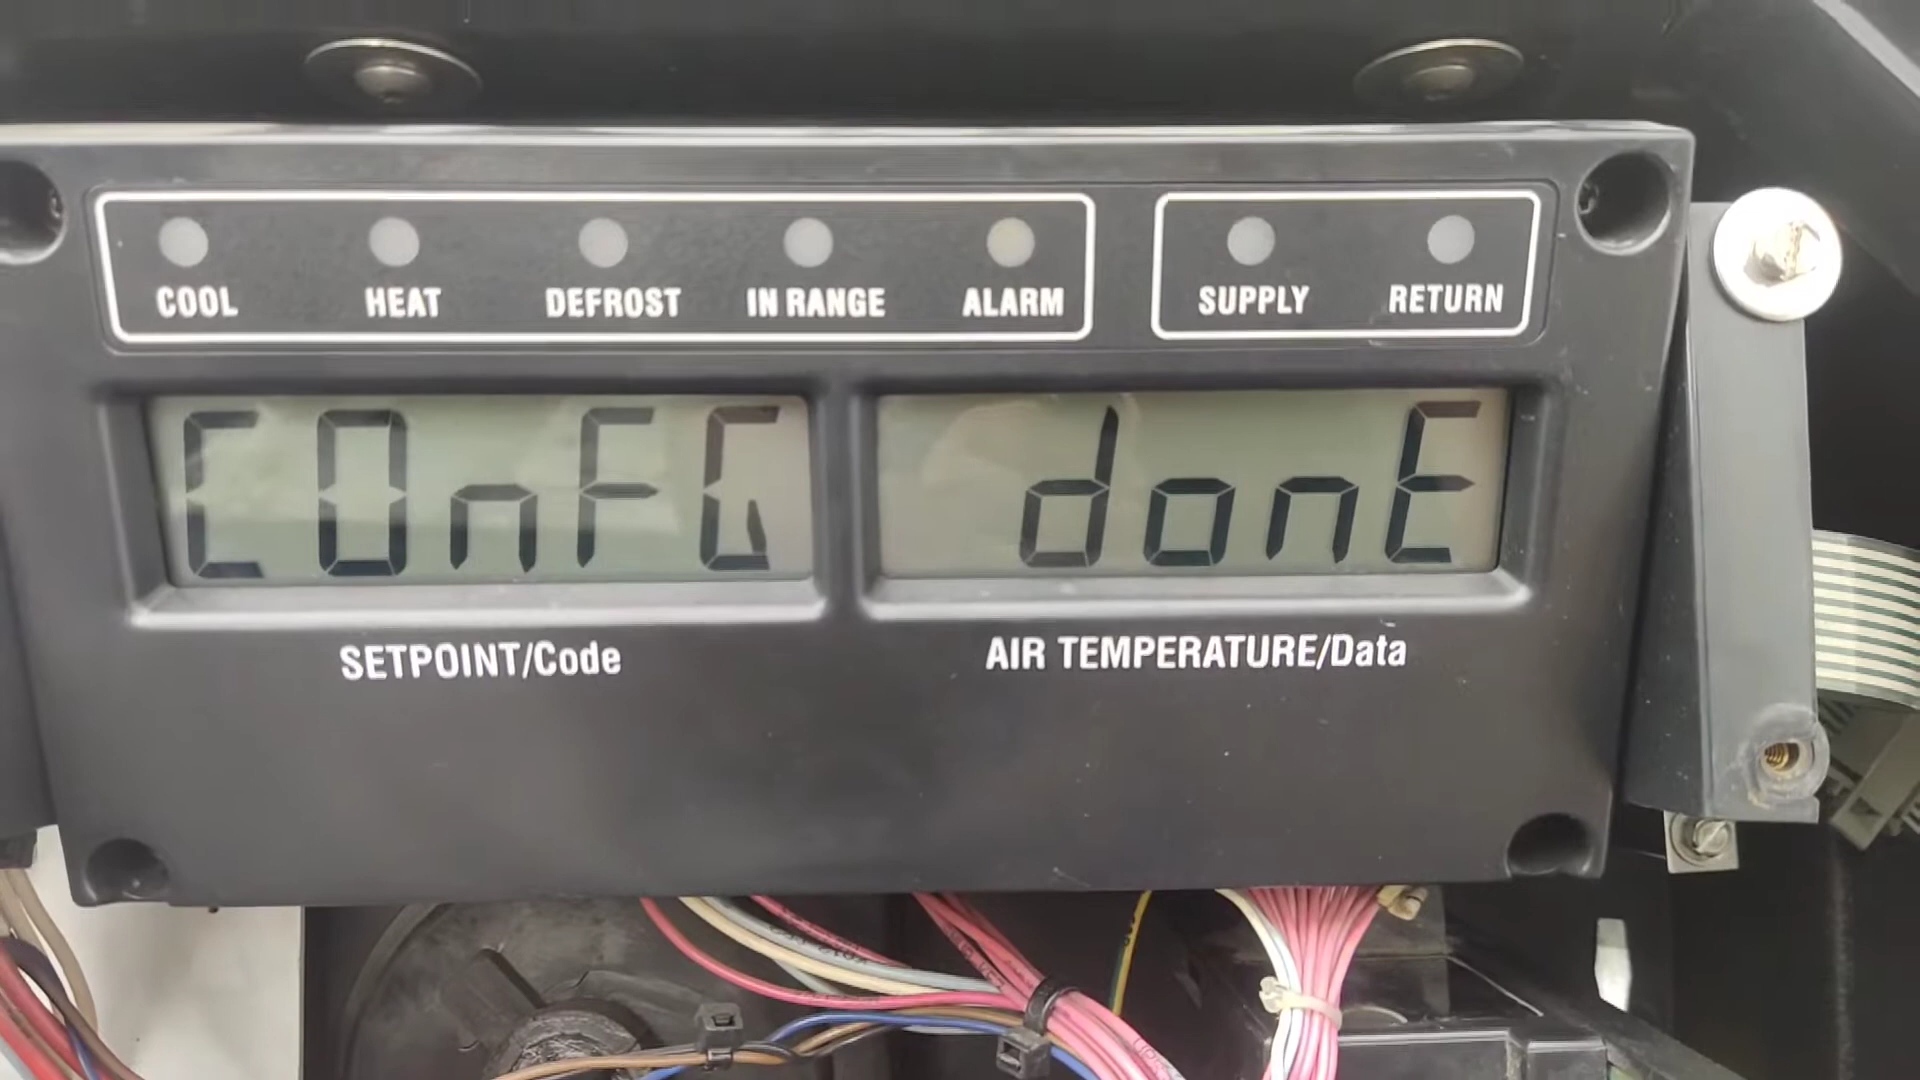 COOL HEAT DEFROST IN RANGE ALARM SUPPLY RETURN
COnFG donE
SETPOINT/Code AIR TEMPERATURE/Data